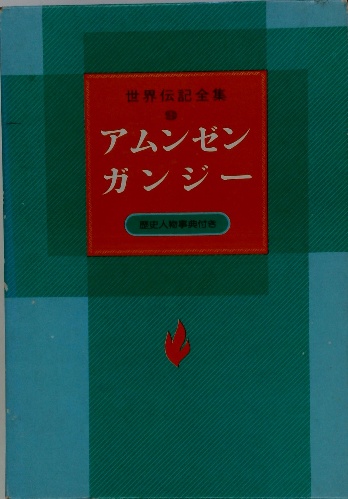 世界伝記全集
アムンゼン
ガンジー
歴史人物事典付き